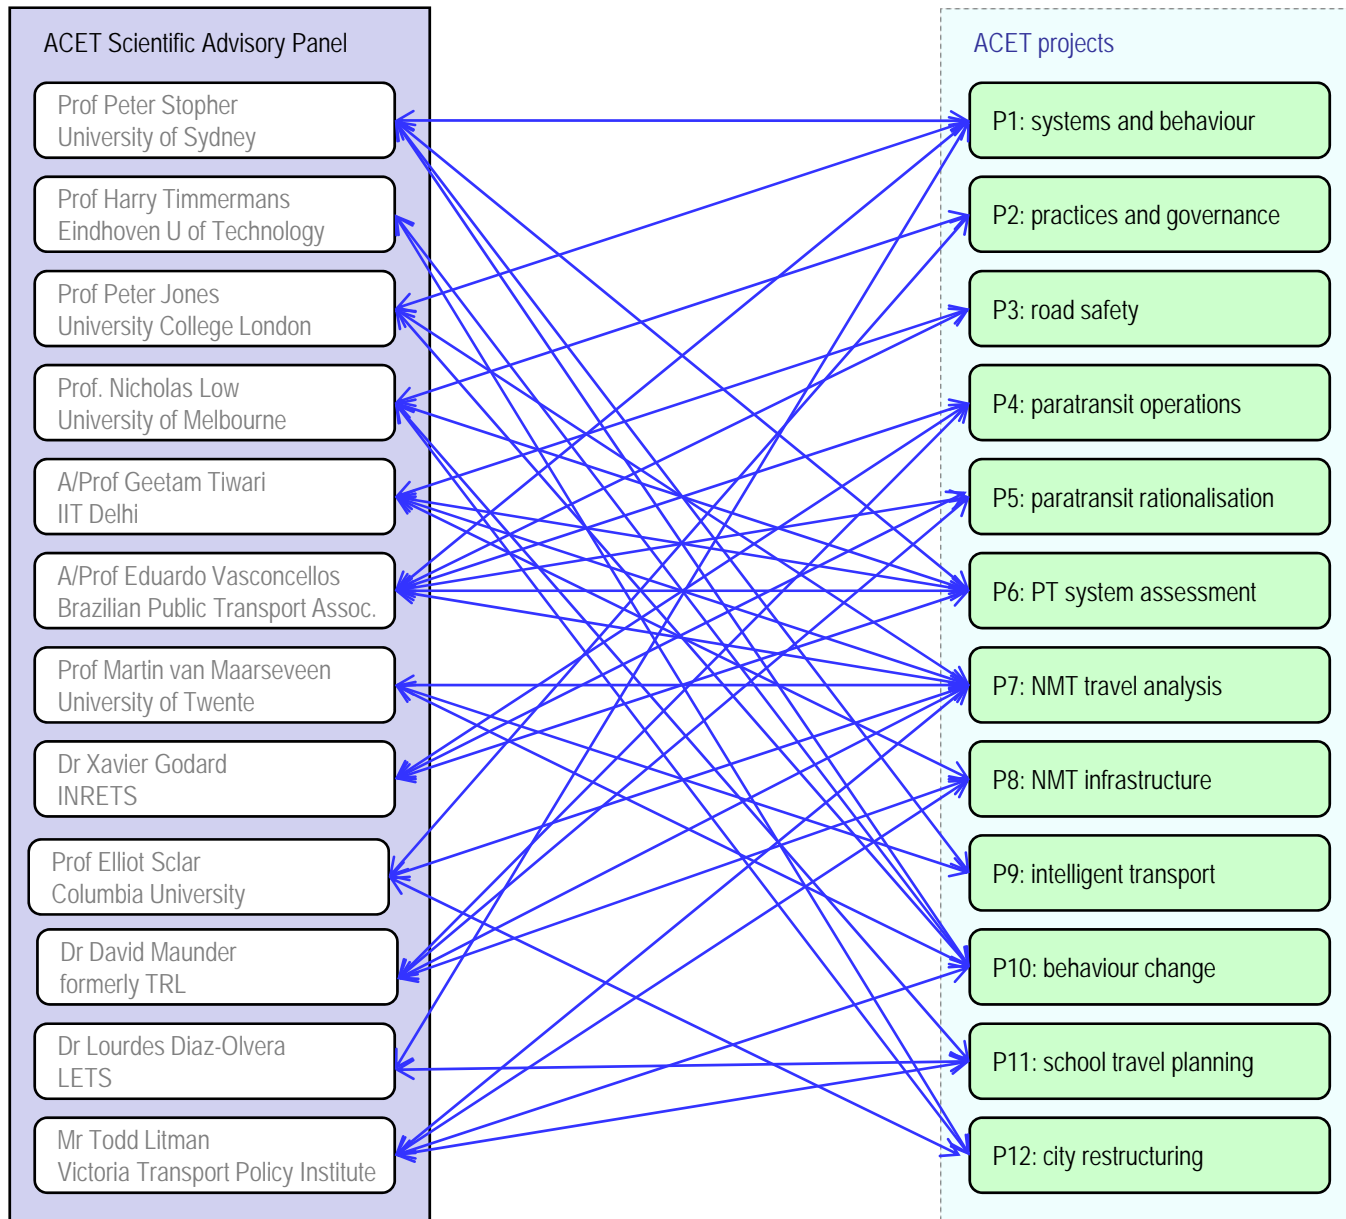 ACET Scientific Advisory Panel
Prof Peter Stopher
University of Sydney
Prof Harry Timmermans
Eindhoven U of Technology
Prof Peter Jones
University College London
Prof. Nicholas Low
University of Melbourne
A/Prof Geetam Tiwari
IIT Delhi
A/Prof Eduardo Vasconcellos
Brazilian Public Transport Assoc.
Prof Martin van Maarseveen
University of Twente
Dr Xavier Godard
INRETS
Prof Elliot Sclar
Columbia University
Dr David Maunder
formerly TRL
Dr Lourdes Diaz-Olvera
LETS
Mr Todd Litman
Victoria Transport Policy Institute
ACET projects
P1: systems and behaviour
P2: practices and governance
P3: road safety
P4: paratransit operations
P5: paratransit rationalisation
P6: PT system assessment
P7: NMT travel analysis
P8: NMT infrastructure
P9: intelligent transport
P10: behaviour change
P11: school travel planning
P12: city restructuring